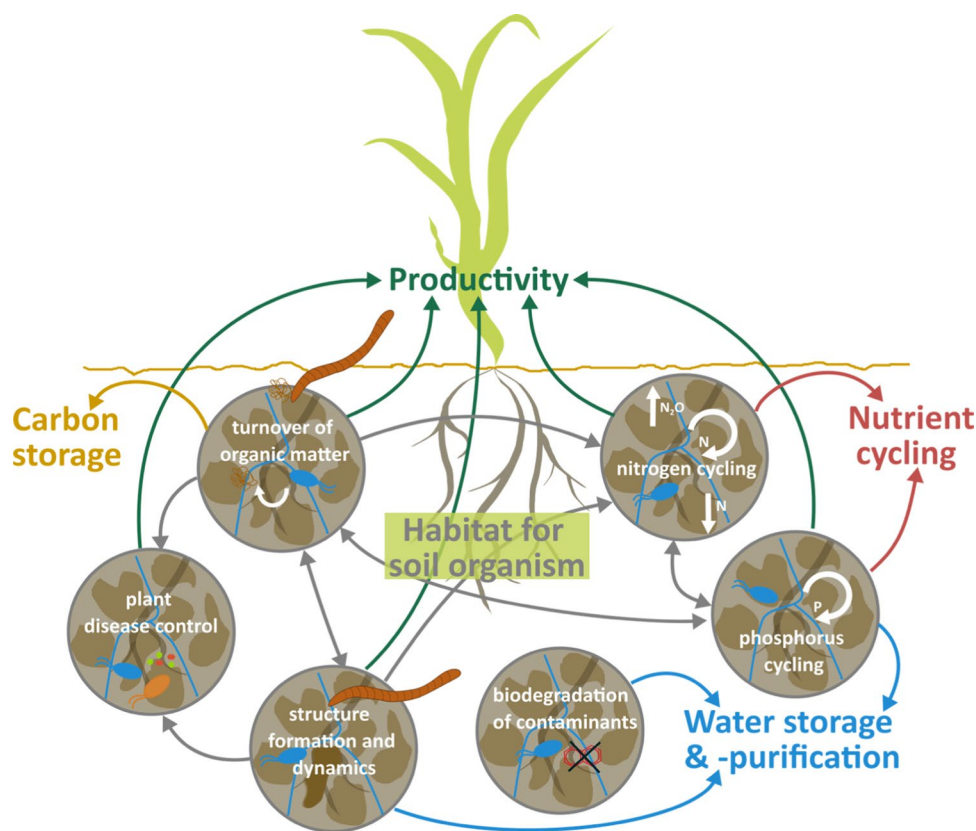 Productivity
Carbon
storage
turnover of
organic matter
N₂O
N
nitrogen cycling
N
Nutrient
cycling
Habitat for
soil organism
plant
disease control
P
phosphorus
cycling
structure
formation and
dynamics
biodegradation
of contaminants
Water storage
& -purification